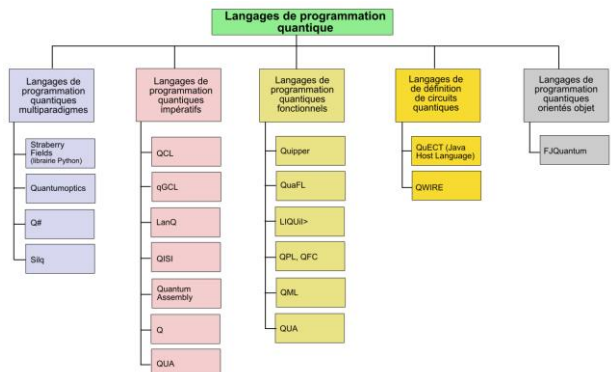 Langages de programmation
quantique
Langages de
programmation
quantiques
multiparadigmes
Langages de
programmation
quantiques
impératifs
Langages de
programmation
quantiques
fonctionnels
Langages de
de définition
de circuits
quantiques
Langages de
programmation
quantiques
orientés objet
Straberry
Fields
(librairie Python)
Quantumoptics
Q#
Silq
QCL
qGCL
LanQ
QISI
Quantum
Assembly
Q
QUA
Quipper
QuaFL
LIQUil>
QPL, QFC
QML
QUA
QuECT (Java
Host Language)
QWIRE
FJQuantum